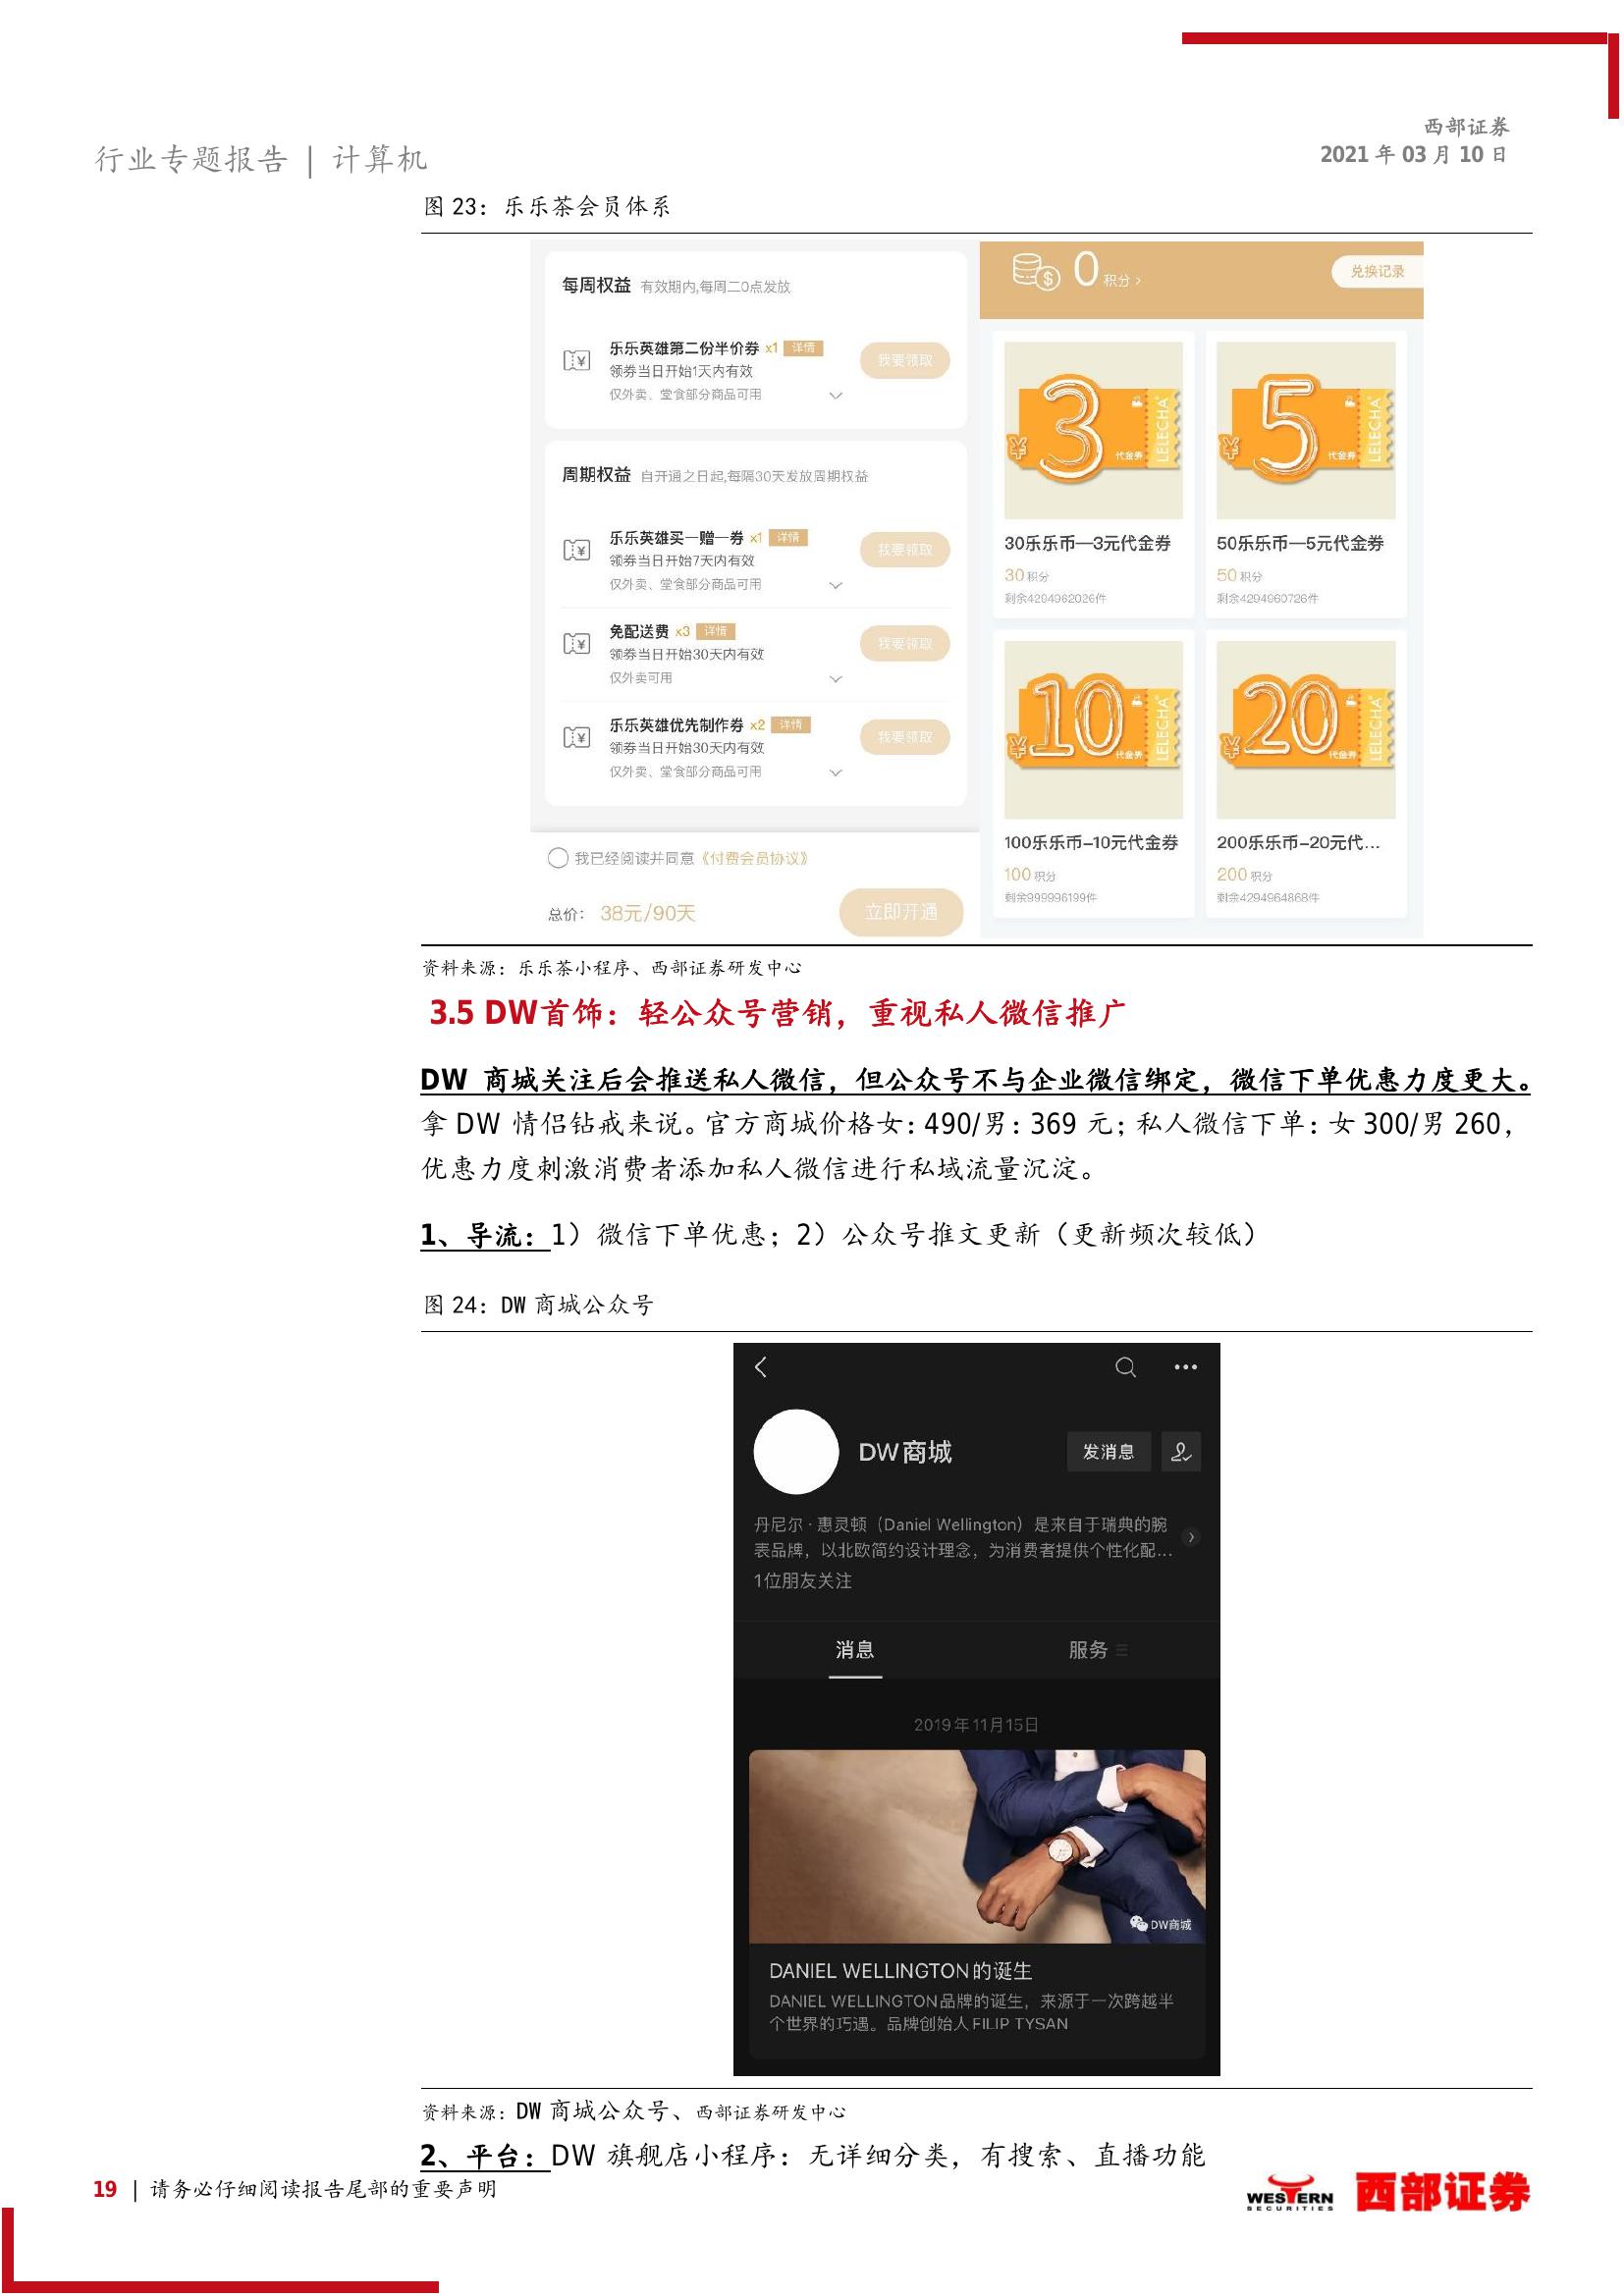 西部证券
2021 年 03 月 10 日
行业专题报告 | 计算机
图 23：乐乐茶会员体系
每周权益 有效期内,每周二0点发放
乐乐英雄第二份半价券 x1 详情
领券当日开始1天内有效
仅外卖、堂食部分商品可用
我要领取
周期权益 自开通之日起,每隔30天发放周期权益
乐乐英雄买一赠一券 x1 详情
领券当日开始7天内有效
仅外卖、堂食部分商品可用
我要领取
免配送费 x3 详情
领券当日开始30天内有效
仅外卖可用
我要领取
乐乐英雄优先制作券 x2 详情
领券当日开始30天内有效
仅外卖、堂食部分商品可用
我要领取
我已经阅读并同意《付费会员协议》
总价： 38元/90天
立即开通
0 积分 >
兑换记录
¥ 3 代金券 LELECHA
¥ 5 代金券 LELECHA
30乐乐币—3元代金券
30 积分
剩余4294962026件
50乐乐币—5元代金券
50 积分
剩余4294960726件
¥ 10 代金券 LELECHA
¥ 20 代金券 LELECHA
100乐乐币–10元代金券
100 积分
剩余999996199件
200乐乐币–20元代...
200 积分
剩余4294964868件
资料来源：乐乐茶小程序、西部证券研发中心
3.5 DW首饰：轻公众号营销，重视私人微信推广
DW 商城关注后会推送私人微信，但公众号不与企业微信绑定，微信下单优惠力度更大。
拿 DW 情侣钻戒来说。官方商城价格女：490/男：369 元；私人微信下单：女 300/男 260，
优惠力度刺激消费者添加私人微信进行私域流量沉淀。
1、导流：1）微信下单优惠；2）公众号推文更新（更新频次较低）
图 24：DW 商城公众号
DW商城
发消息
丹尼尔·惠灵顿（Daniel Wellington）是来自于瑞典的腕
表品牌，以北欧简约设计理念，为消费者提供个性化配...
1位朋友关注
消息
服务
2019年11月15日
DW商城
DANIEL WELLINGTON的诞生
DANIEL WELLINGTON品牌的诞生，来源于一次跨越半
个世界的巧遇。品牌创始人FILIP TYSAN
资料来源：DW 商城公众号、西部证券研发中心
2、平台：DW 旗舰店小程序：无详细分类，有搜索、直播功能
19 | 请务必仔细阅读报告尾部的重要声明
WESTERN
SECURITIES
西部证券